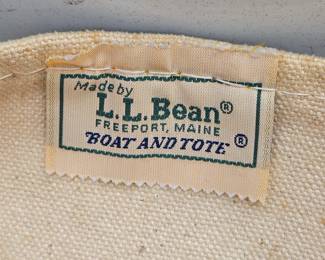 Made by
L.L.Bean®
FREEPORT, MAINE
"BOAT AND TOTE"®